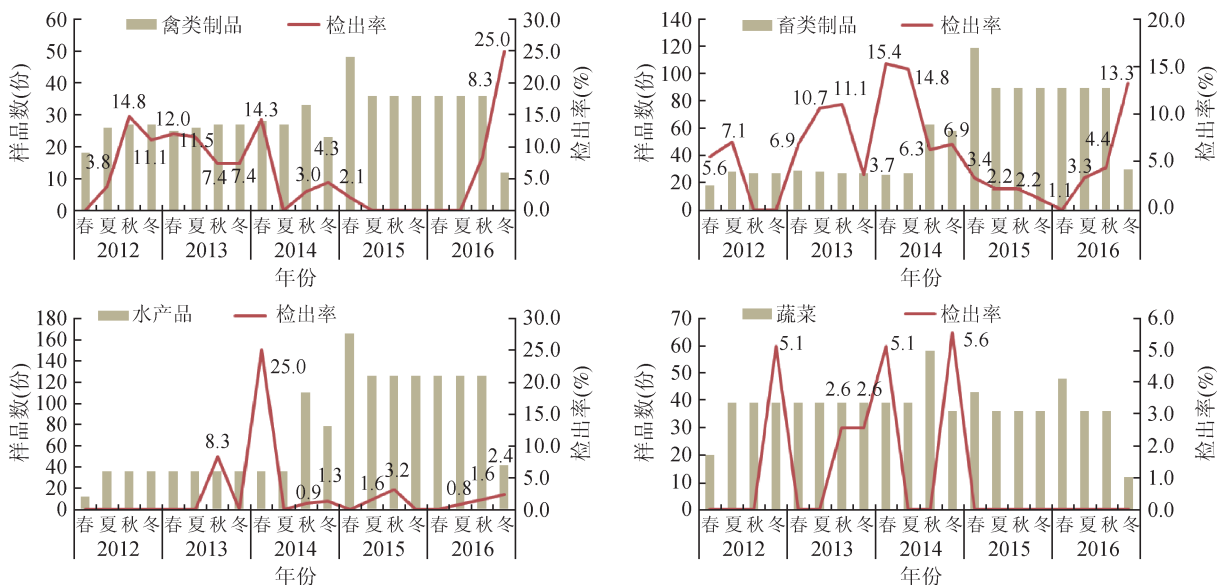 禽类制品 检出率
样品数(份)
检出率(%)
60
50
40
30
20
10
0
30.0
25.0
20.0
15.0
10.0
5.0
0.0
3.8 14.8 11.1 12.0 11.5 7.4 7.4 14.3 3.0 4.3 2.1 8.3 25.0
春 夏 秋 冬 春 夏 秋 冬 春 夏 秋 冬 春 夏 秋 冬 春 夏 秋 冬
2012 2013 2014 2015 2016
年份
畜类制品 检出率
样品数(份)
检出率(%)
140
120
100
80
60
40
20
0
20.0
15.0
10.0
5.0
0.0
5.6 7.1 6.9 10.7 11.1 3.7 15.4 14.8 6.3 6.9 3.4 2.2 2.2 1.1 3.3 4.4 13.3
春 夏 秋 冬 春 夏 秋 冬 春 夏 秋 冬 春 夏 秋 冬 春 夏 秋 冬
2012 2013 2014 2015 2016
年份
水产品 检出率
样品数(份)
检出率(%)
180
160
140
120
100
80
60
40
20
0
30.0
25.0
20.0
15.0
10.0
5.0
0.0
8.3 25.0 0.9 1.3 1.6 3.2 0.8 1.6 2.4
春 夏 秋 冬 春 夏 秋 冬 春 夏 秋 冬 春 夏 秋 冬 春 夏 秋 冬
2012 2013 2014 2015 2016
年份
蔬菜 检出率
样品数(份)
检出率(%)
70
60
50
40
30
20
10
0
6.0
5.0
4.0
3.0
2.0
1.0
0.0
5.1 2.6 2.6 5.1 5.6
春 夏 秋 冬 春 夏 秋 冬 春 夏 秋 冬 春 夏 秋 冬 春 夏 秋 冬
2012 2013 2014 2015 2016
年份